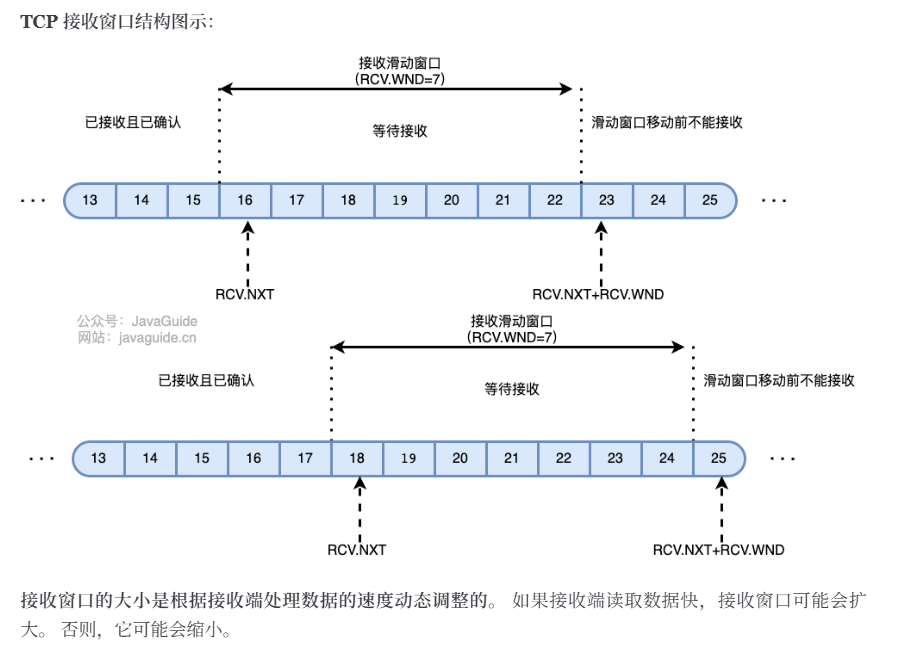 TCP 接收窗口结构图示：
接收滑动窗口
（RCV.WND=7）
已接收且已确认
等待接收
滑动窗口移动前不能接收
··· 13 14 15 16 17 18 19 20 21 22 23 24 25 ···
RCV.NXT
RCV.NXT+RCV.WND
公众号：JavaGuide
网站：javaguide.cn
接收滑动窗口
（RCV.WND=7）
已接收且已确认
等待接收
滑动窗口移动前不能接收
··· 13 14 15 16 17 18 19 20 21 22 23 24 25 ···
RCV.NXT
RCV.NXT+RCV.WND
接收窗口的大小是根据接收端处理数据的速度动态调整的。 如果接收端读取数据快，接收窗口可能会扩
大。 否则，它可能会缩小。